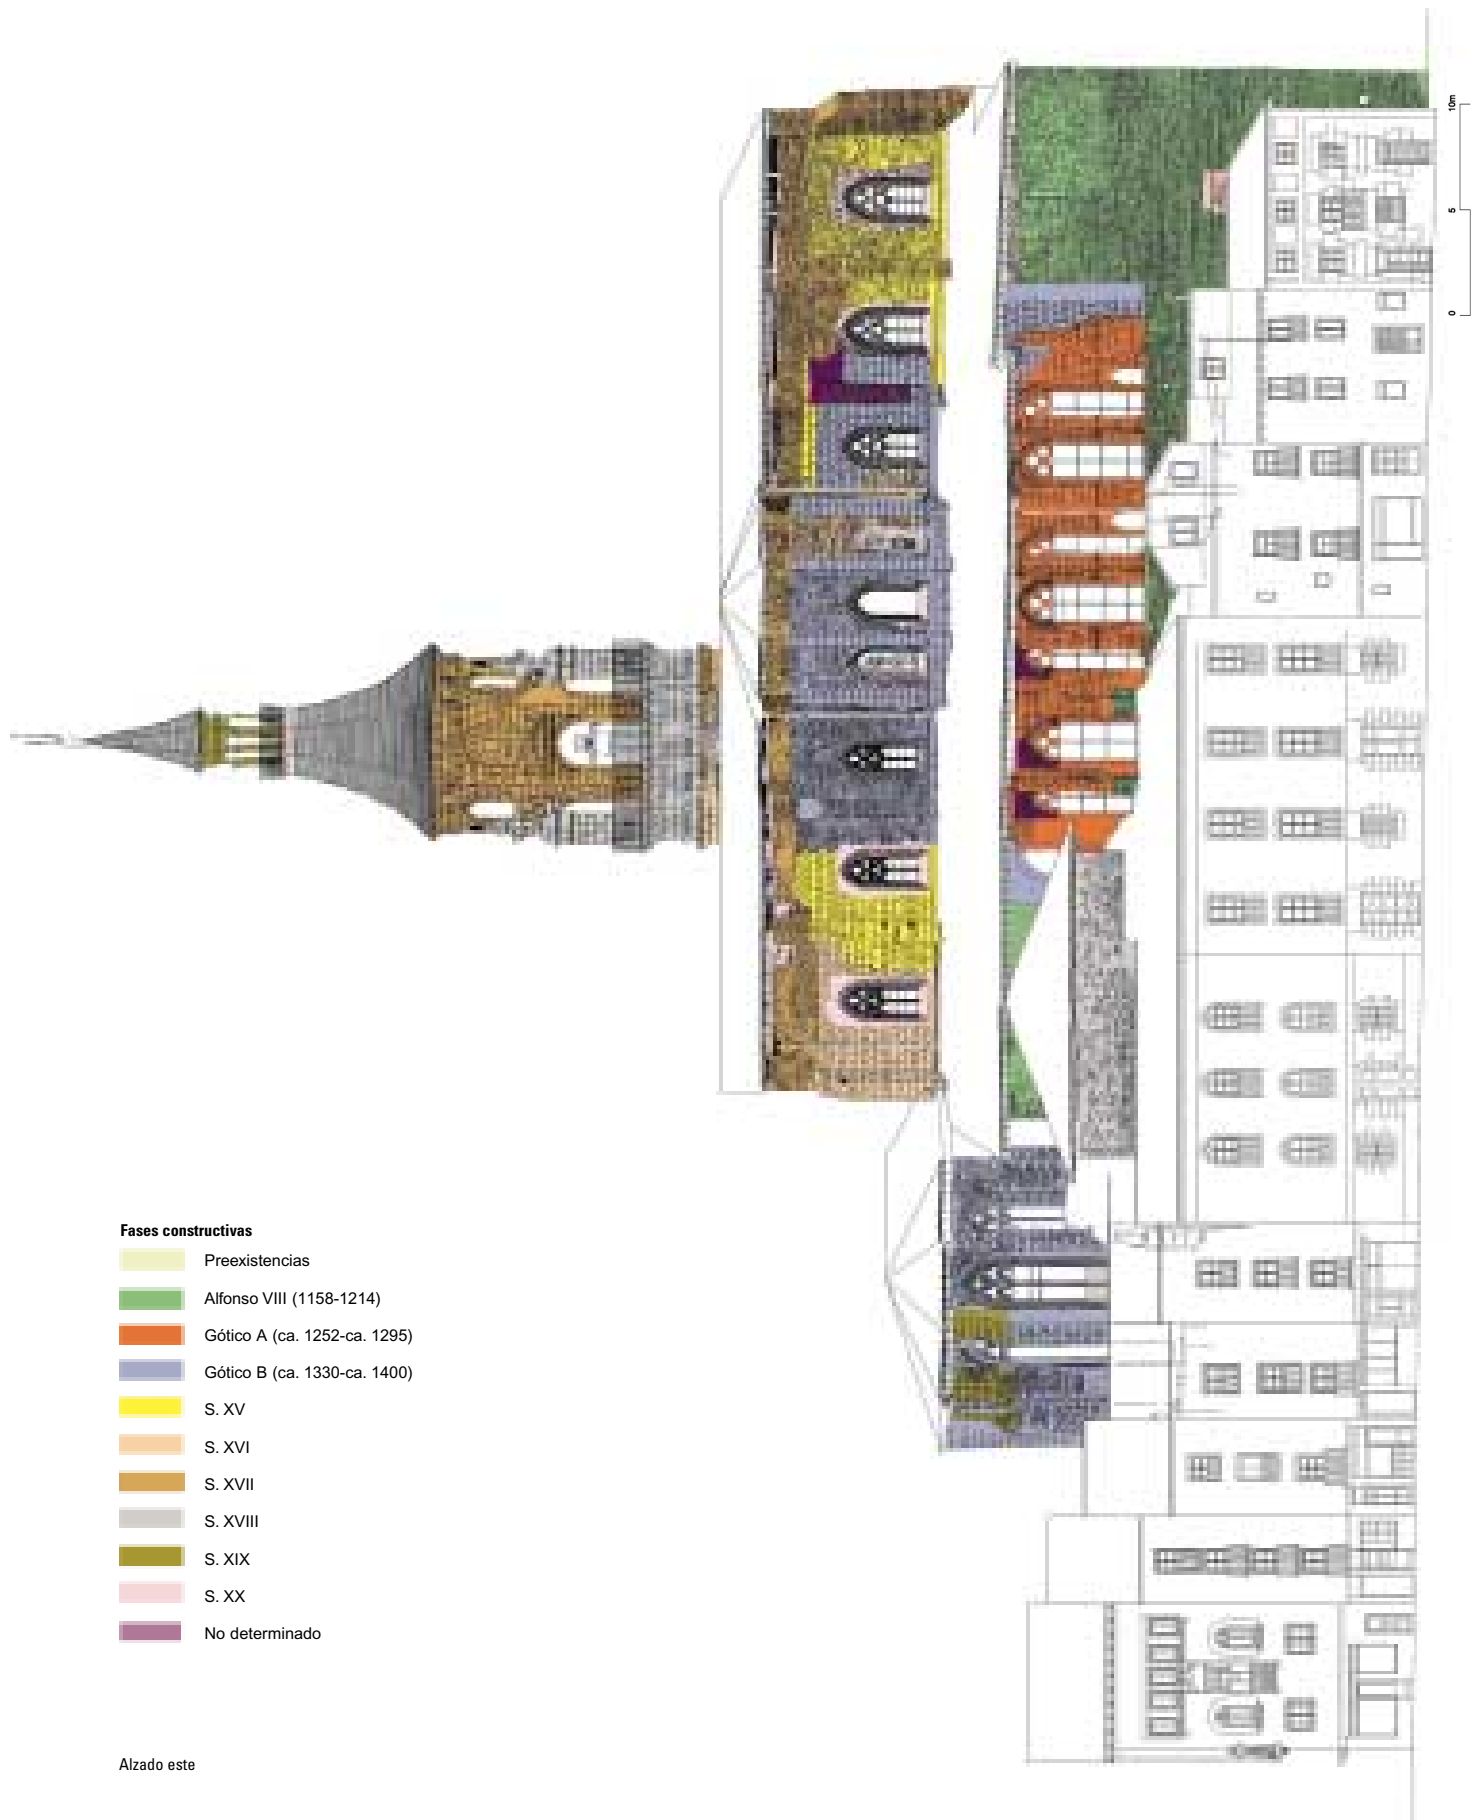 10m
5
0
Fases constructivas
Preexistencias
Alfonso VIII (1158-1214)
Gótico A (ca. 1252-ca. 1295)
Gótico B (ca. 1330-ca. 1400)
S. XV
S. XVI
S. XVII
S. XVIII
S. XIX
S. XX
No determinado
Alzado este